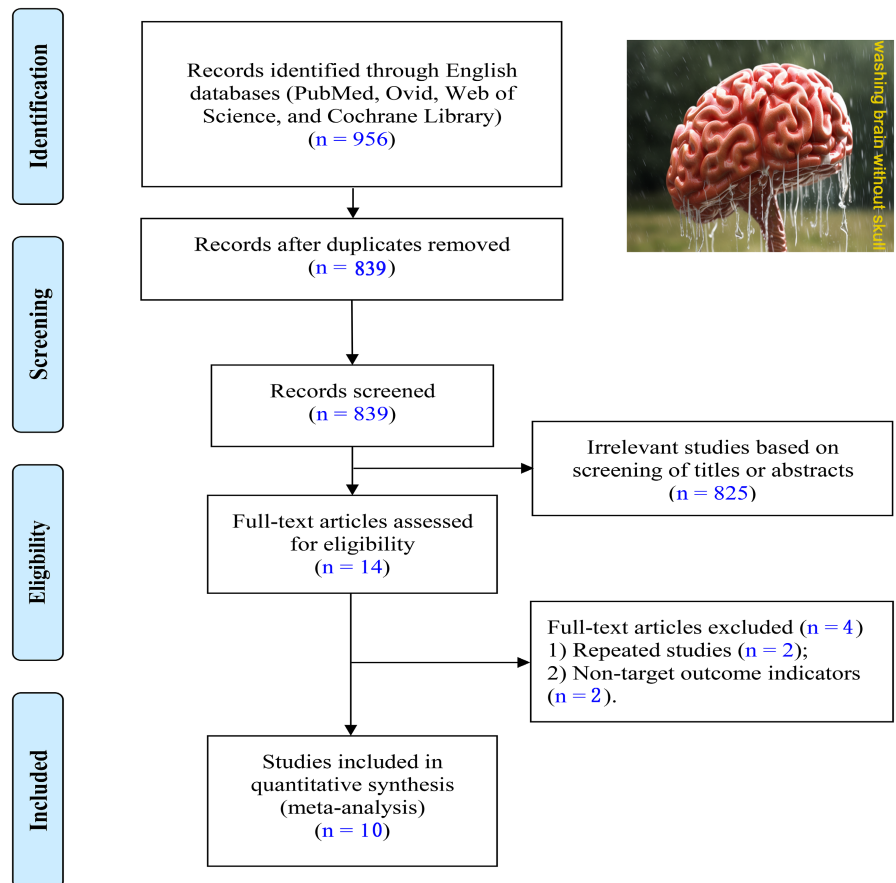 Identification
Records identified through English
databases (PubMed, Ovid, Web of
Science, and Cochrane Library)
(n = 956)
washing brain without skull
Records after duplicates removed
(n = 839)
Screening
Records screened
(n = 839)
Irrelevant studies based on
screening of titles or abstracts
(n = 825)
Eligibility
Full-text articles assessed
for eligibility
(n = 14)
Full-text articles excluded (n = 4)
1) Repeated studies (n = 2);
2) Non-target outcome indicators
(n = 2).
Included
Studies included in
quantitative synthesis
(meta-analysis)
(n = 10)